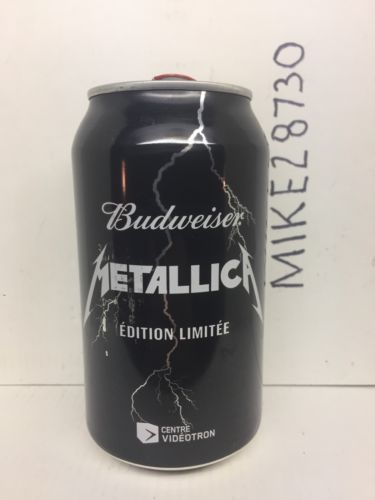 Budweiser
METALLICA
ÉDITION LIMITÉE
CENTRE
VIDÉOTRON
MIKE28730